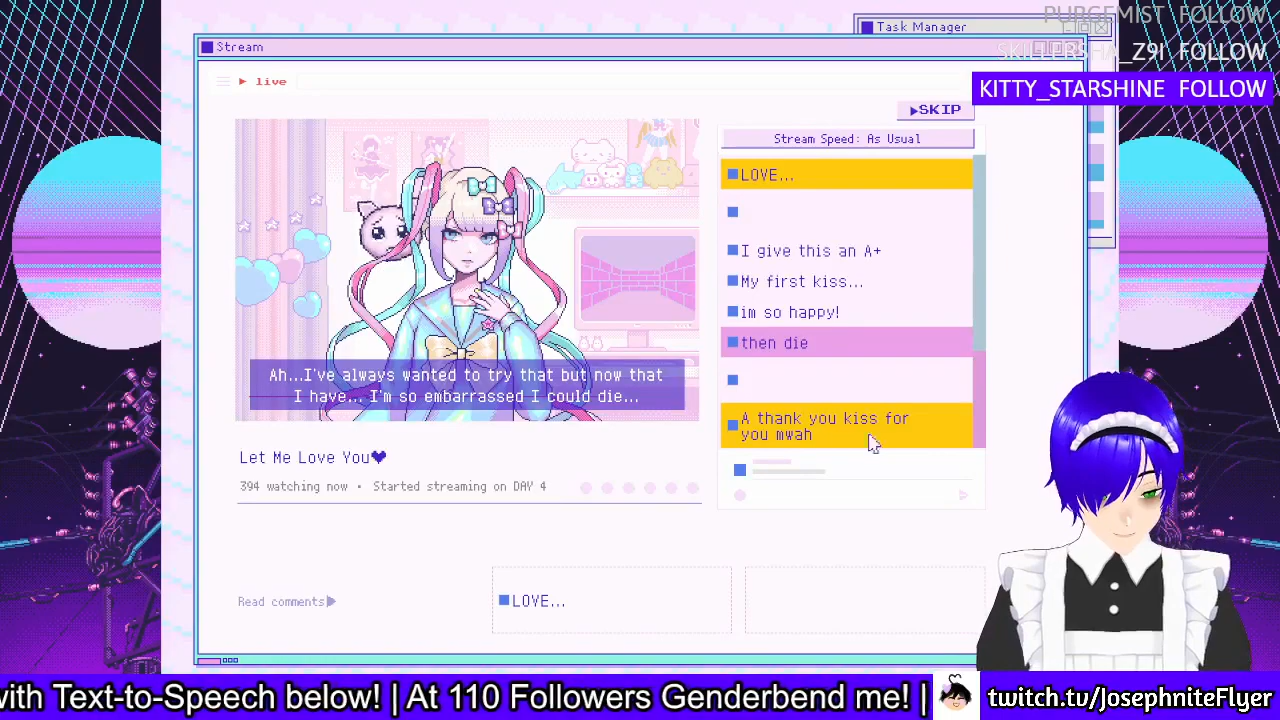 PURGEMIST FOLLOW
Task Manager
Stream
SKILLERSHA_Z9I FOLLOW
▶ live
KITTY_STARSHINE FOLLOW
▶SKIP
Stream Speed: As Usual
LOVE...
I give this an A+
My first kiss...
im so happy!
then die
A thank you kiss for
you mwah
Ah...I've always wanted to try that but now that
I have... I'm so embarrassed I could die...
Let Me Love You♥
394 watching now • Started streaming on DAY 4
Read comments▶
LOVE...
with Text-to-Speech below! | At 110 Followers Genderbend me! |
twitch.tv/JosephniteFlyer